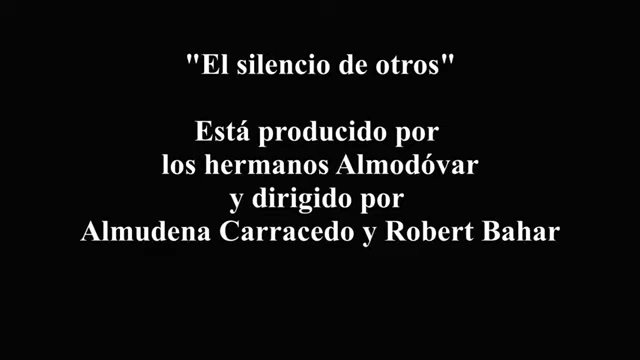 "El silencio de otros"
Está producido por
los hermanos Almodóvar
y dirigido por
Almudena Carracedo y Robert Bahar